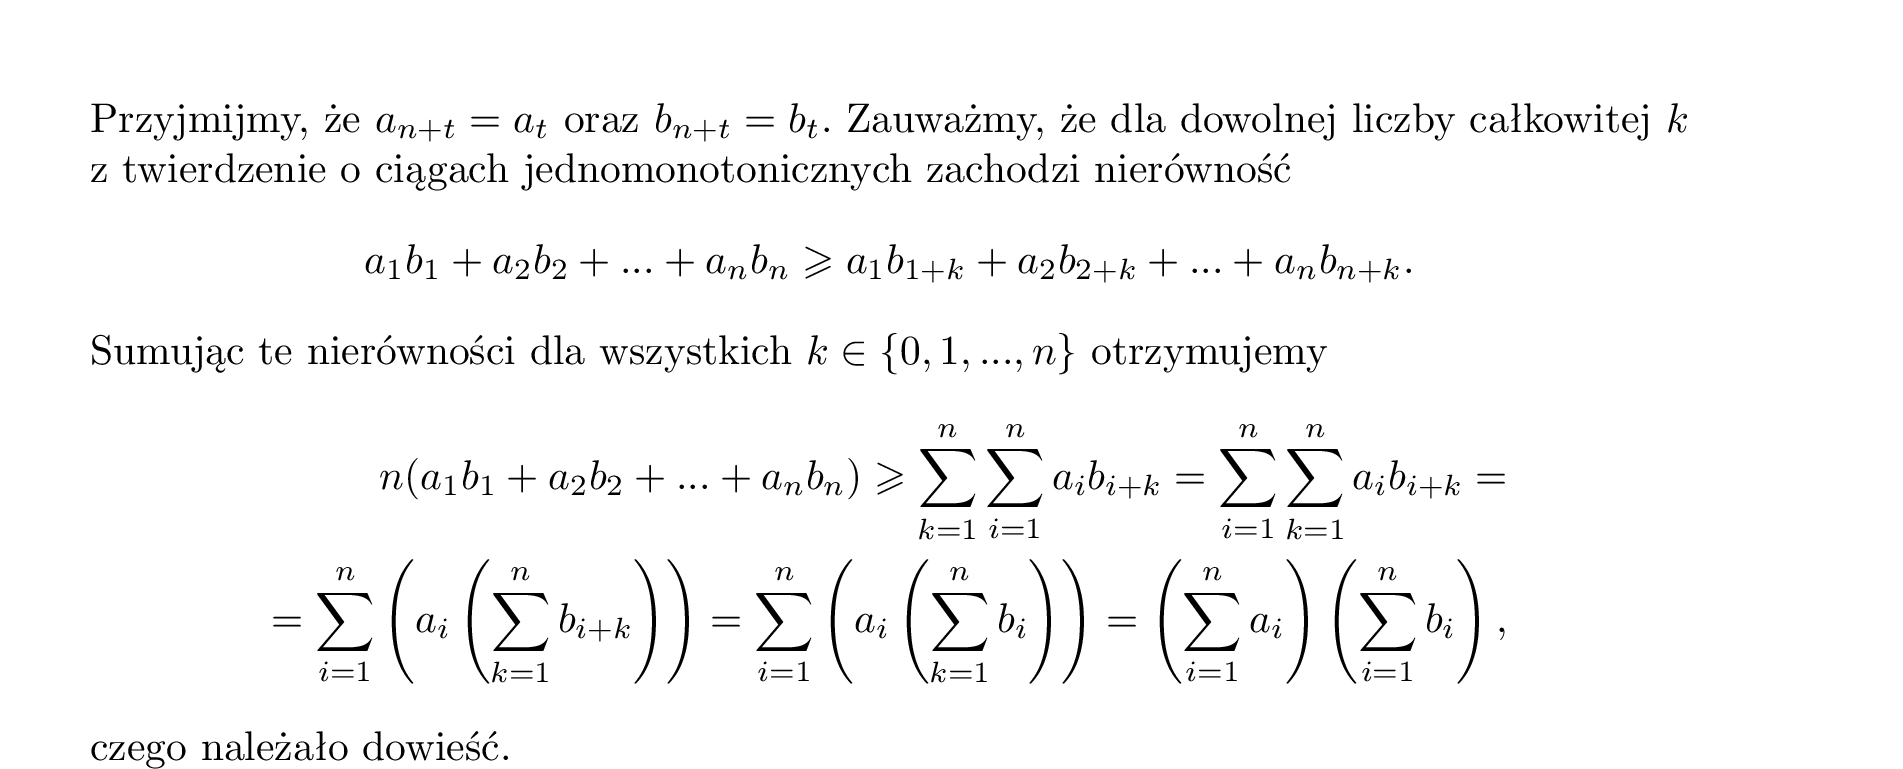 Przyjmijmy, że $a_{n+t} = a_t$ oraz $b_{n+t} = b_t$. Zauważmy, że dla dowolnej liczby całkowitej $k$
z twierdzenie o ciągach jednomonotonicznych zachodzi nierówność
$a_1b_1 + a_2b_2 + ... + a_nb_n \geqslant a_1b_{1+k} + a_2b_{2+k} + ... + a_nb_{n+k}.$
Sumując te nierówności dla wszystkich $k \in \{0, 1, ..., n\}$ otrzymujemy
$n(a_1b_1 + a_2b_2 + ... + a_nb_n) \geqslant \sum_{k=1}^{n} \sum_{i=1}^{n} a_ib_{i+k} = \sum_{i=1}^{n} \sum_{k=1}^{n} a_ib_{i+k} =$
$= \sum_{i=1}^{n} \left( a_i \left( \sum_{k=1}^{n} b_{i+k} \right) \right) = \sum_{i=1}^{n} \left( a_i \left( \sum_{k=1}^{n} b_i \right) \right) = \left( \sum_{i=1}^{n} a_i \right) \left( \sum_{i=1}^{n} b_i \right),$
czego należało dowieść.